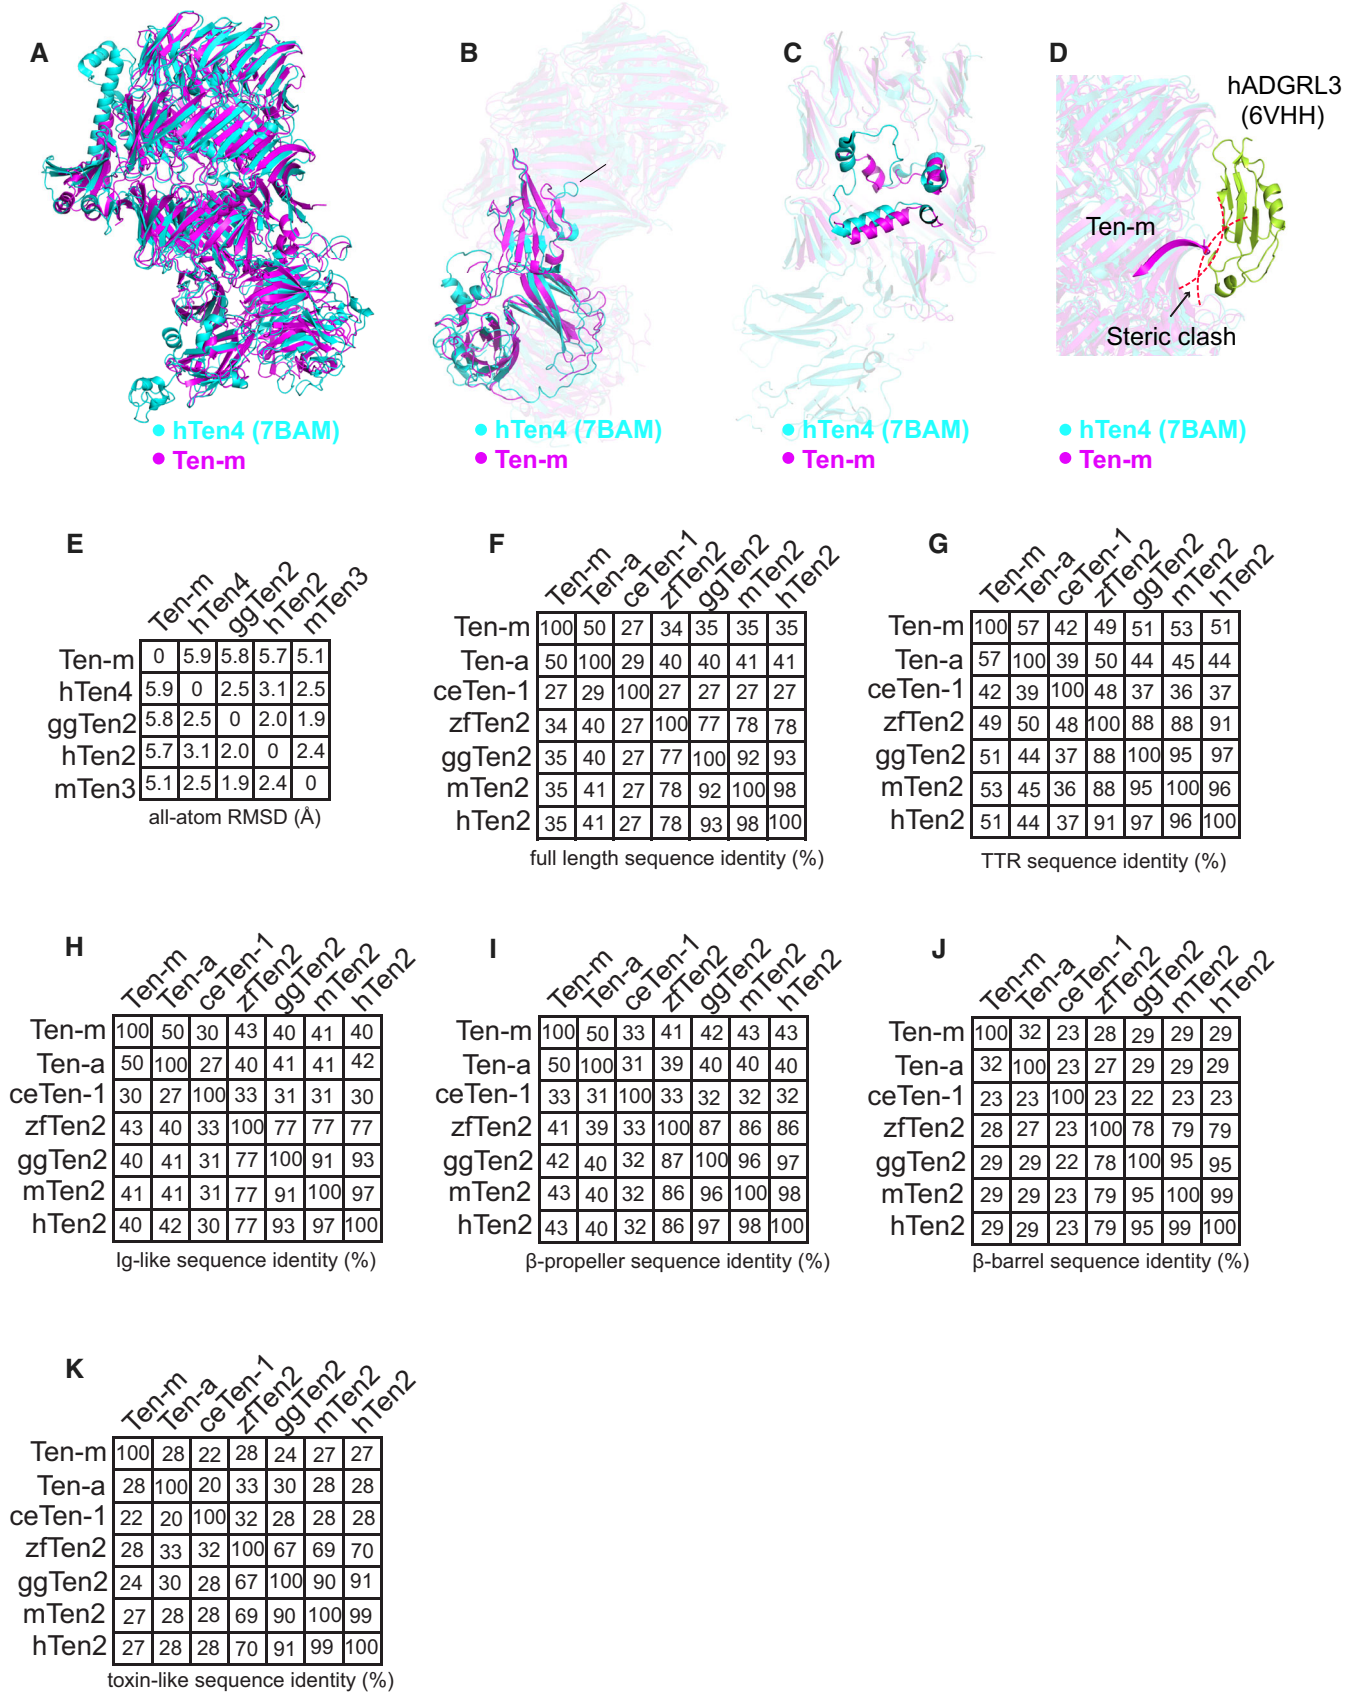 A
B
C
D
hADGRL3
(6VHH)
Ten-m
Steric clash
hTen4 (7BAM)
Ten-m
hTen4 (7BAM)
Ten-m
hTen4 (7BAM)
Ten-m
hTen4 (7BAM)
Ten-m
E
Ten-m hTen4 ggTen2 hTen2 mTen3
Ten-m 0 5.9 5.8 5.7 5.1
hTen4 5.9 0 2.5 3.1 2.5
ggTen2 5.8 2.5 0 2.0 1.9
hTen2 5.7 3.1 2.0 0 2.4
mTen3 5.1 2.5 1.9 2.4 0
all-atom RMSD (Å)
F
Ten-m Ten-a ceTen-1 zfTen2 ggTen2 mTen2 hTen2
Ten-m 100 50 27 34 35 35 35
Ten-a 50 100 29 40 40 41 41
ceTen-1 27 29 100 27 27 27 27
zfTen2 34 40 27 100 77 78 78
ggTen2 35 40 27 77 100 92 93
mTen2 35 41 27 78 92 100 98
hTen2 35 41 27 78 93 98 100
full length sequence identity (%)
G
Ten-m Ten-a ceTen-1 zfTen2 ggTen2 mTen2 hTen2
Ten-m 100 57 42 49 51 53 51
Ten-a 57 100 39 50 44 45 44
ceTen-1 42 39 100 48 37 36 37
zfTen2 49 50 48 100 88 88 91
ggTen2 51 44 37 88 100 95 97
mTen2 53 45 36 88 95 100 96
hTen2 51 44 37 91 97 96 100
TTR sequence identity (%)
H
Ten-m Ten-a ceTen-1 zfTen2 ggTen2 mTen2 hTen2
Ten-m 100 50 30 43 40 41 40
Ten-a 50 100 27 40 41 41 42
ceTen-1 30 27 100 33 31 31 30
zfTen2 43 40 33 100 77 77 77
ggTen2 40 41 31 77 100 91 93
mTen2 41 41 31 77 91 100 97
hTen2 40 42 30 77 93 97 100
Ig-like sequence identity (%)
I
Ten-m Ten-a ceTen-1 zfTen2 ggTen2 mTen2 hTen2
Ten-m 100 50 33 41 42 43 43
Ten-a 50 100 31 39 40 40 40
ceTen-1 33 31 100 33 32 32 32
zfTen2 41 39 33 100 87 86 86
ggTen2 42 40 32 87 100 96 97
mTen2 43 40 32 86 96 100 98
hTen2 43 40 32 86 97 98 100
β-propeller sequence identity (%)
J
Ten-m Ten-a ceTen-1 zfTen2 ggTen2 mTen2 hTen2
Ten-m 100 32 23 28 29 29 29
Ten-a 32 100 23 27 29 29 29
ceTen-1 23 23 100 23 22 23 23
zfTen2 28 27 23 100 78 79 79
ggTen2 29 29 22 78 100 95 95
mTen2 29 29 23 79 95 100 99
hTen2 29 29 23 79 95 99 100
β-barrel sequence identity (%)
K
Ten-m Ten-a ceTen-1 zfTen2 ggTen2 mTen2 hTen2
Ten-m 100 28 22 28 24 27 27
Ten-a 28 100 20 33 30 28 28
ceTen-1 22 20 100 32 28 28 28
zfTen2 28 33 32 100 67 69 70
ggTen2 24 30 28 67 100 90 91
mTen2 27 28 28 69 90 100 99
hTen2 27 28 28 70 91 99 100
toxin-like sequence identity (%)